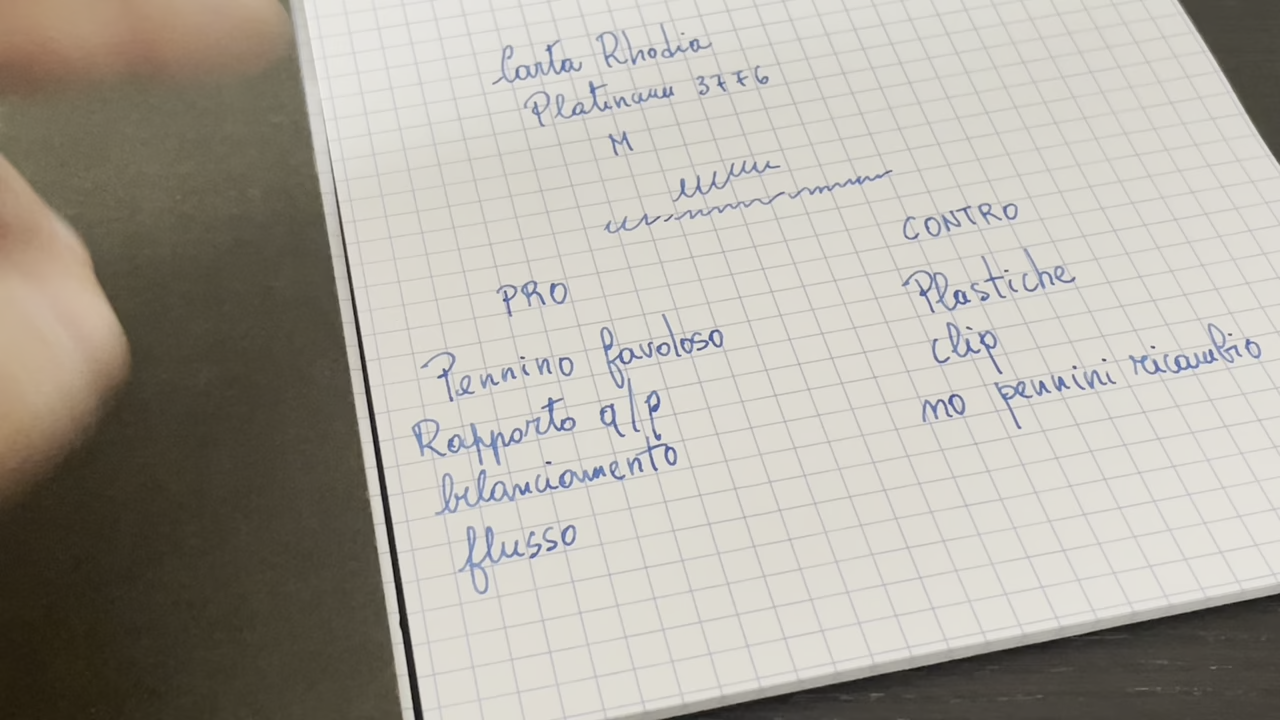 Carta Rhodia
Platinum 3776
M
PRO
Pennino favoloso
Rapporto q/p
bilanciamento
flusso
CONTRO
Plastiche
clip
no pennini ricambio